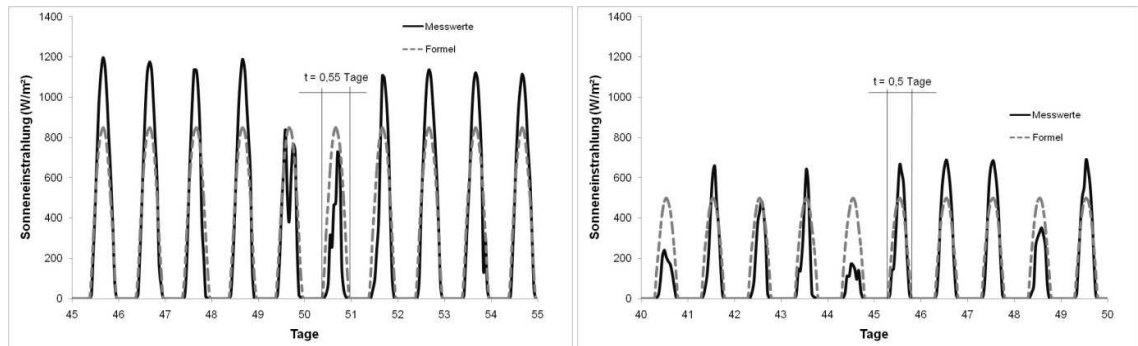 Sonneneinstrahlung (W/m²)
1400
1200
1000
800
600
400
200
0
Messwerte
Formel
t = 0,55 Tage
45 46 47 48 49 50 51 52 53 54 55
Tage
Sonneneinstrahlung (W/m²)
1400
1200
1000
800
600
400
200
0
t = 0,5 Tage
Messwerte
Formel
40 41 42 43 44 45 46 47 48 49 50
Tage